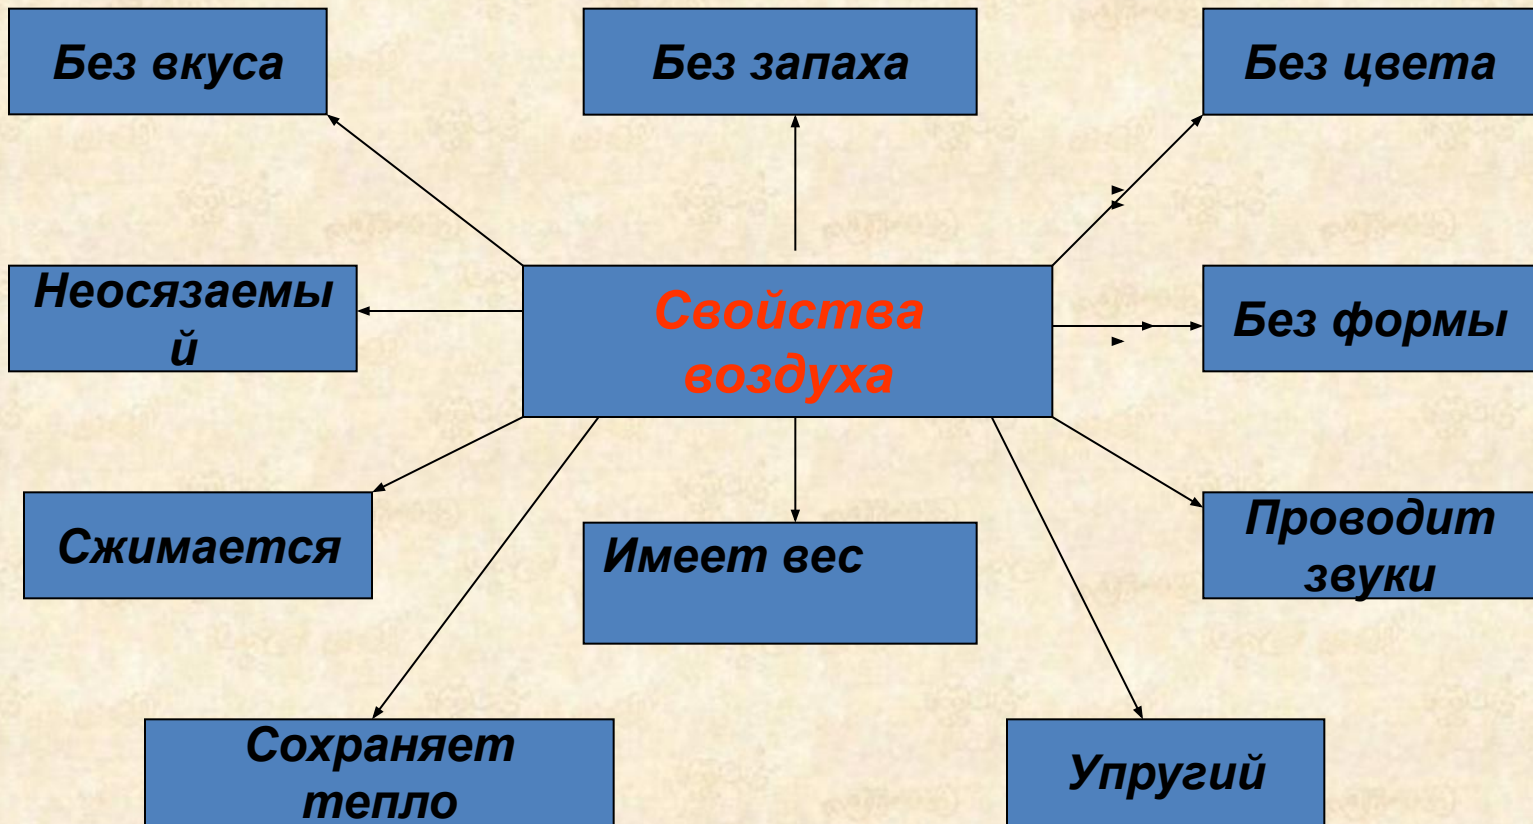 Без вкуса
Без запаха
Без цвета
Неосязаемы
й
Свойства
воздуха
Без формы
Сжимается
Имеет вес
Проводит
звуки
Сохраняет
тепло
Упругий